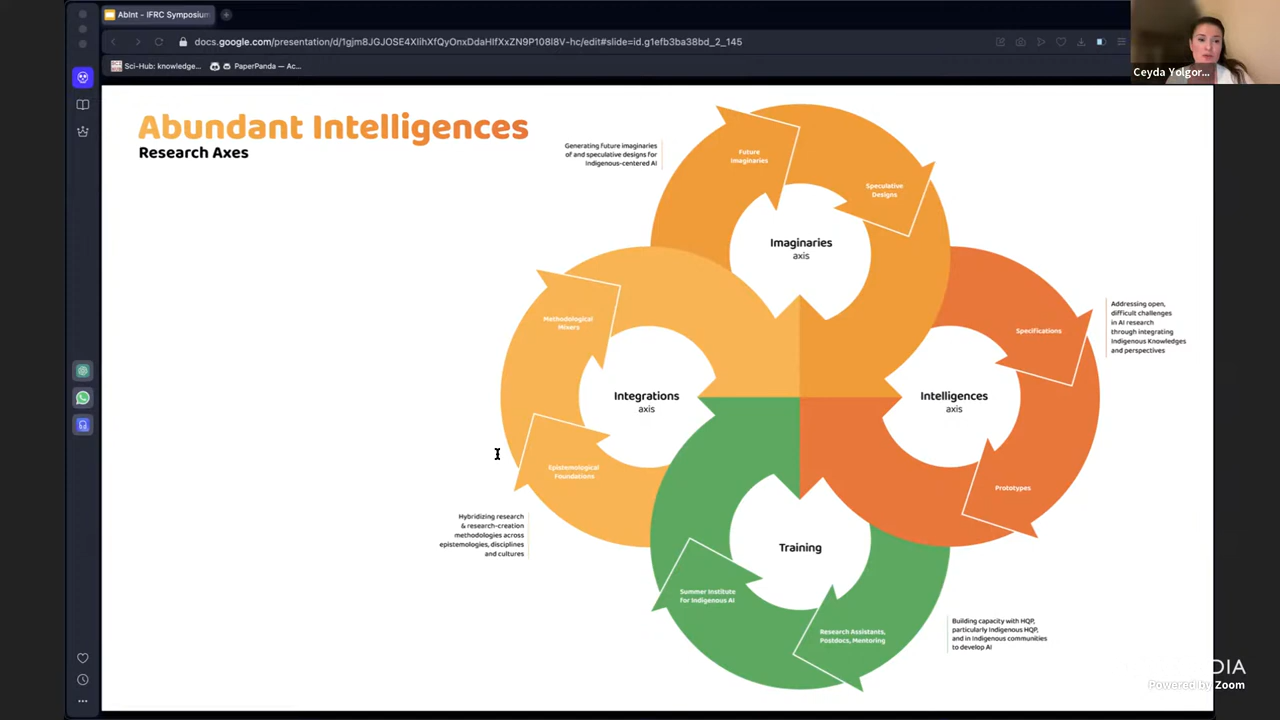 AbInt - IFRC Symposium
docs.google.com/presentation/d/1gjm8JGJOSE4XlihXfQyOnxDdaHIfXxZN9P108I8V-hc/edit#slide=id.g1efb3ba38bd_2_145
Sci-Hub: knowledge...
PaperPanda — Ac...
Ceyda Yolgor...
Abundant Intelligences
Research Axes
Generating future imaginaries
of and speculative designs for
Indigenous-centered AI
Future
Imaginaries
Speculative
Designs
Imaginaries
axis
Methodological
Mixers
Integrations
axis
Epistemological
Foundations
Hybridizing research
& research-creation
methodologies across
epistemologies, disciplines
and cultures
Specifications
Intelligences
axis
Prototypes
Addressing open,
difficult challenges
in AI research
through integrating
Indigenous Knowledges
and perspectives
Training
Summer Institute
for Indigenous AI
Research Assistants,
Postdocs, Mentoring
Building capacity with HQP,
particularly Indigenous HQP,
and in Indigenous communities
to develop AI
Powered by Zoom